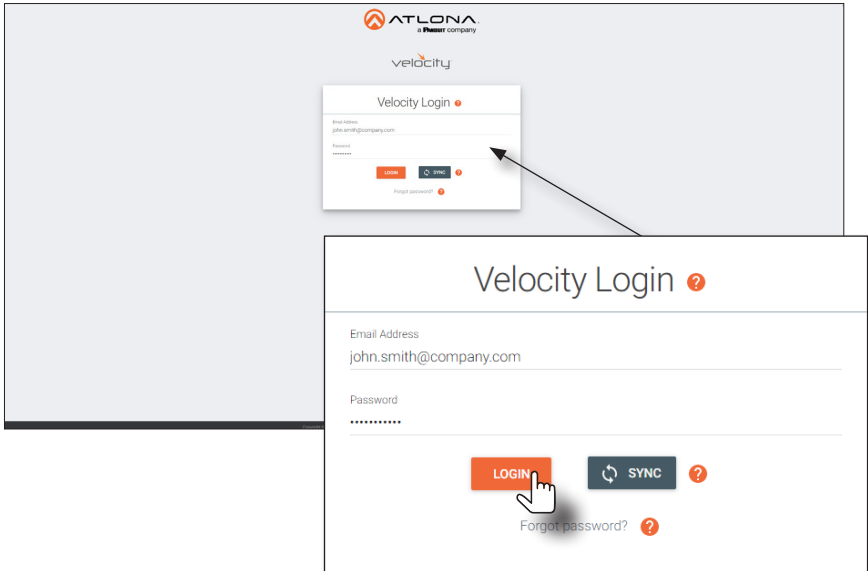 ATLONA
a PANDUIT company
velocity
Velocity Login ?
Email Address
john.smith@company.com
Password
LOGIN SYNC ?
Forgot password? ?
Velocity Login ?
Email Address
john.smith@company.com
Password
LOGIN SYNC ?
Forgot password? ?
Copyright